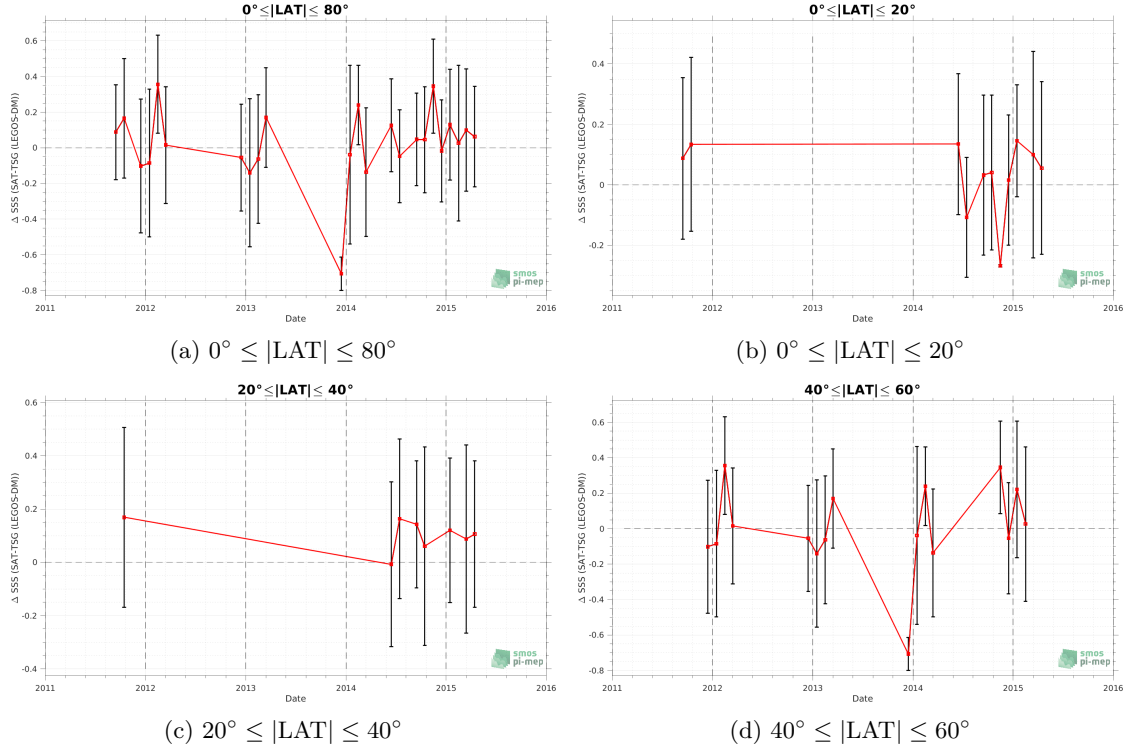 0°≤|LAT|≤ 80°
Δ SSS (SAT-TSG (LEGOS-DM))
0.6
0.4
0.2
0
-0.2
-0.4
-0.6
-0.8
2011
2012
2013
2014
2015
2016
Date
smos
pi-mep
(a) 0° ≤ |LAT| ≤ 80°
0°≤|LAT|≤ 20°
Δ SSS (SAT-TSG (LEGOS-DM))
0.4
0.2
0
-0.2
2011
2012
2013
2014
2015
2016
Date
smos
pi-mep
(b) 0° ≤ |LAT| ≤ 20°
20°≤|LAT|≤ 40°
Δ SSS (SAT-TSG (LEGOS-DM))
0.6
0.4
0.2
0
-0.2
-0.4
2011
2012
2013
2014
2015
2016
Date
smos
pi-mep
(c) 20° ≤ |LAT| ≤ 40°
40°≤|LAT|≤ 60°
Δ SSS (SAT-TSG (LEGOS-DM))
0.6
0.4
0.2
0
-0.2
-0.4
-0.6
-0.8
2011
2012
2013
2014
2015
2016
Date
smos
pi-mep
(d) 40° ≤ |LAT| ≤ 60°